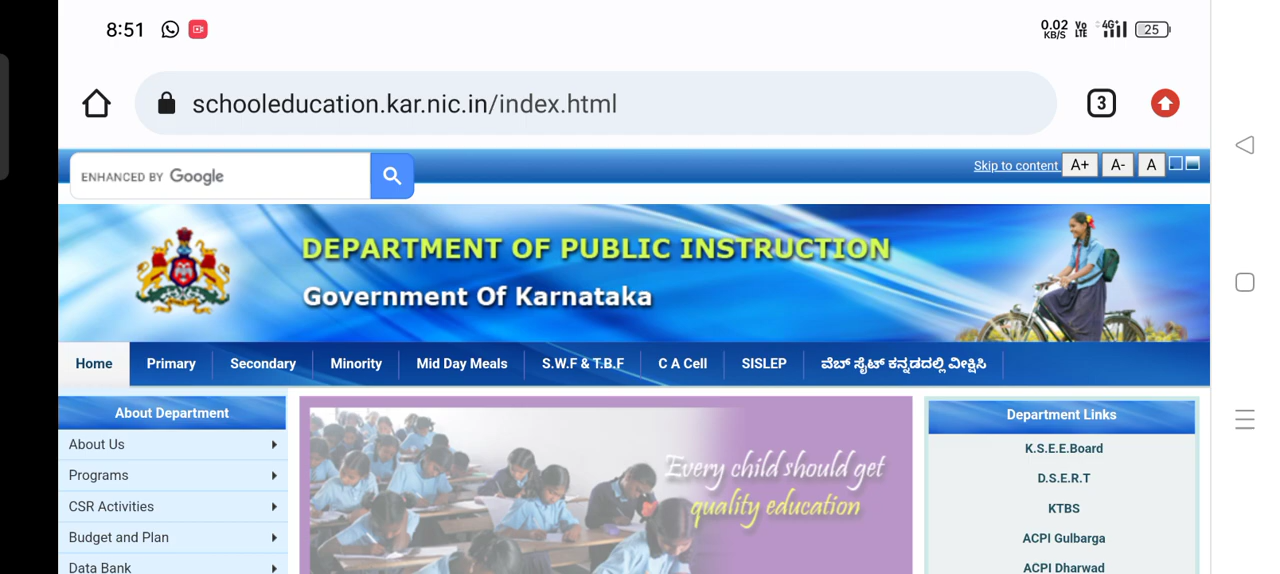 8:51
0.02 KB/S Vo LTE 4G+ 25
schooleducation.kar.nic.in/index.html
3
ENHANCED BY Google
Skip to content A+ A- A
DEPARTMENT OF PUBLIC INSTRUCTION
Government Of Karnataka
Home Primary Secondary Minority Mid Day Meals S.W.F & T.B.F C A Cell SISLEP ವೆಬ್ ಸೈಟ್ ಕನ್ನಡದಲ್ಲಿ ವೀಕ್ಷಿಸಿ
About Department
About Us
Programs
CSR Activities
Budget and Plan
Data Bank
Every child should get
quality education
Department Links
K.S.E.E.Board
D.S.E.R.T
KTBS
ACPI Gulbarga
ACPI Dharwad